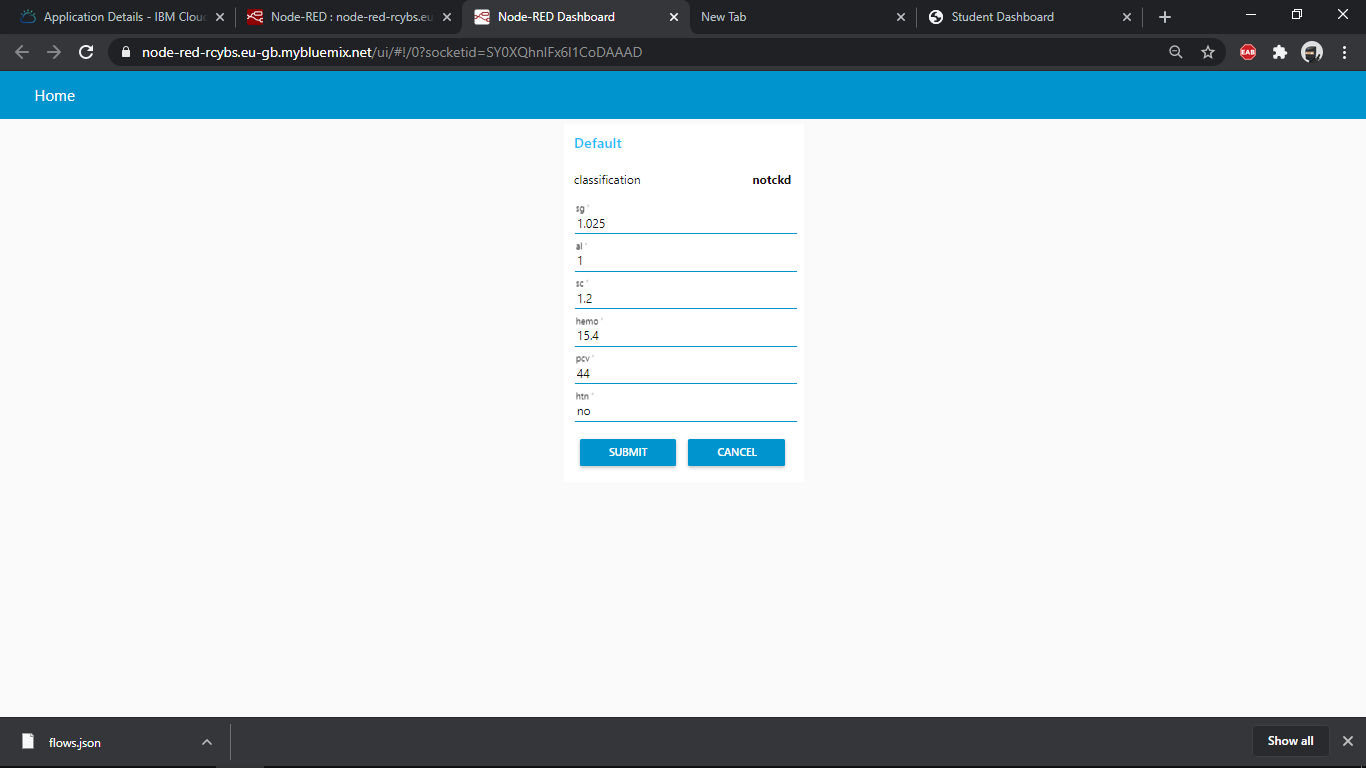 Application Details - IBM Cloud
Node-RED : node-red-rcybs.eu
Node-RED Dashboard
New Tab
Student Dashboard
node-red-rcybs.eu-gb.mybluemix.net/ui/#!/0?socketid=SY0XQhnlFx6I1CoDAAAD
EAB
Home
Default
classification notckd
sg *
1.025
al *
1
sc *
1.2
hemo *
15.4
pcv *
44
htn *
no
SUBMIT CANCEL
flows.json
Show all